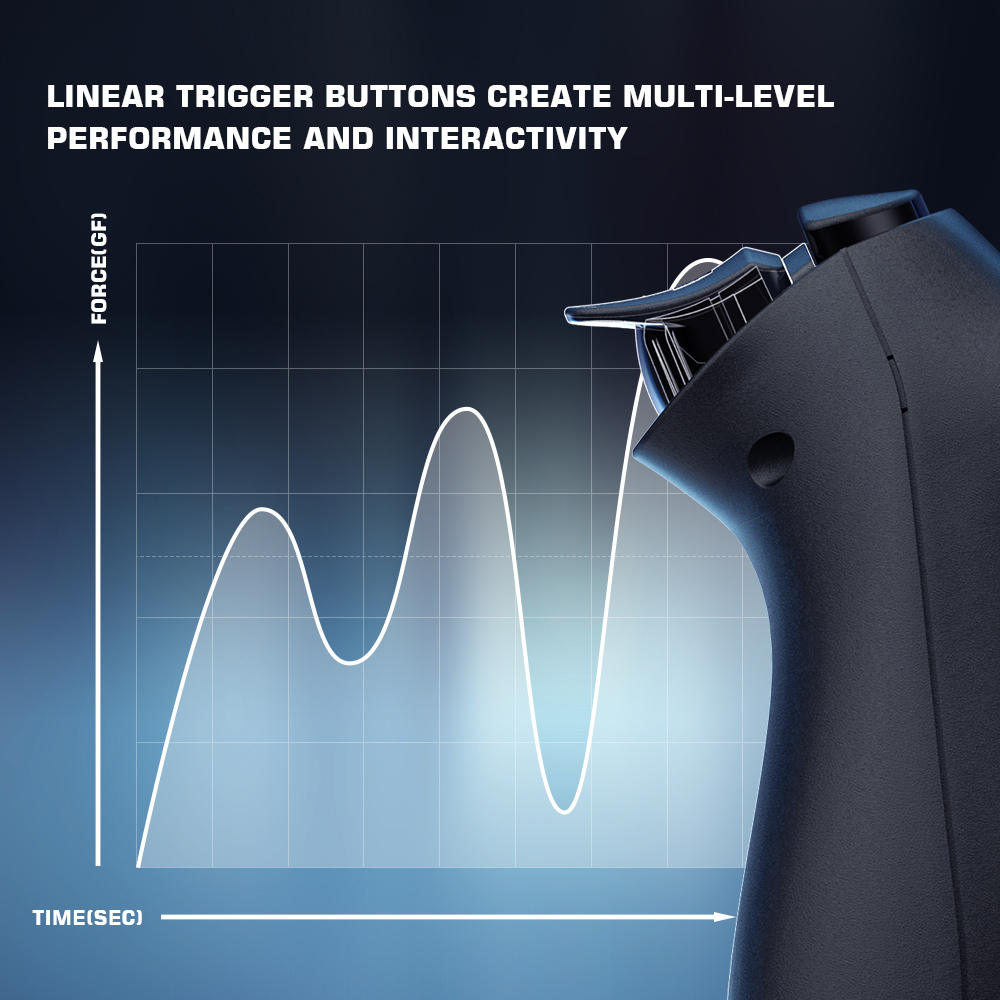 LINEAR TRIGGER BUTTONS CREATE MULTI-LEVEL
PERFORMANCE AND INTERACTIVITY
FORCE(GF)
TIME(SEC)